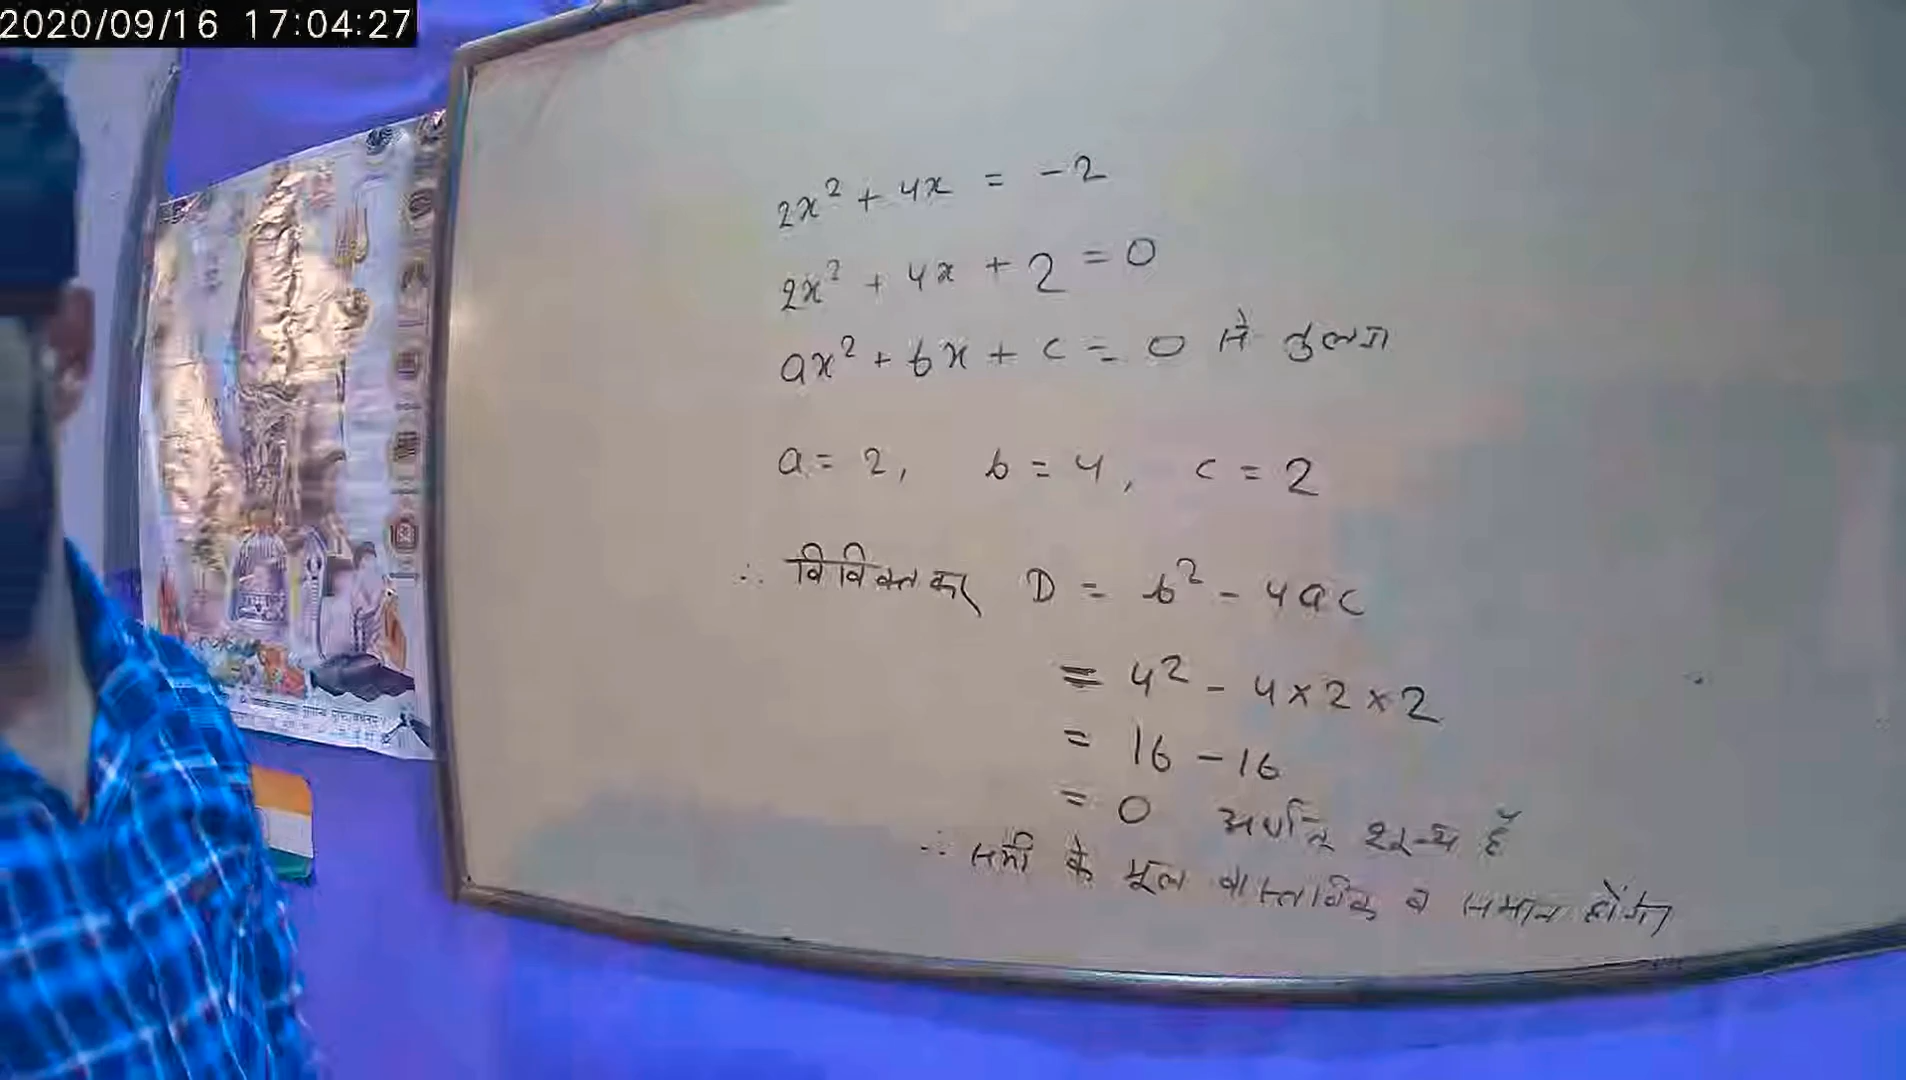 2020/09/16 17:04:27
2x² + 4x = -2
2x² + 4x + 2 = 0
ax² + bx + c = 0 से तुलना
a = 2, b = 4, c = 2
∴ विविक्तकर D = b² - 4ac
= 4² - 4×2×2
= 16 - 16
= 0 अर्थात् शून्य है
∴ समी के मूल वास्तविक व समान होंगे